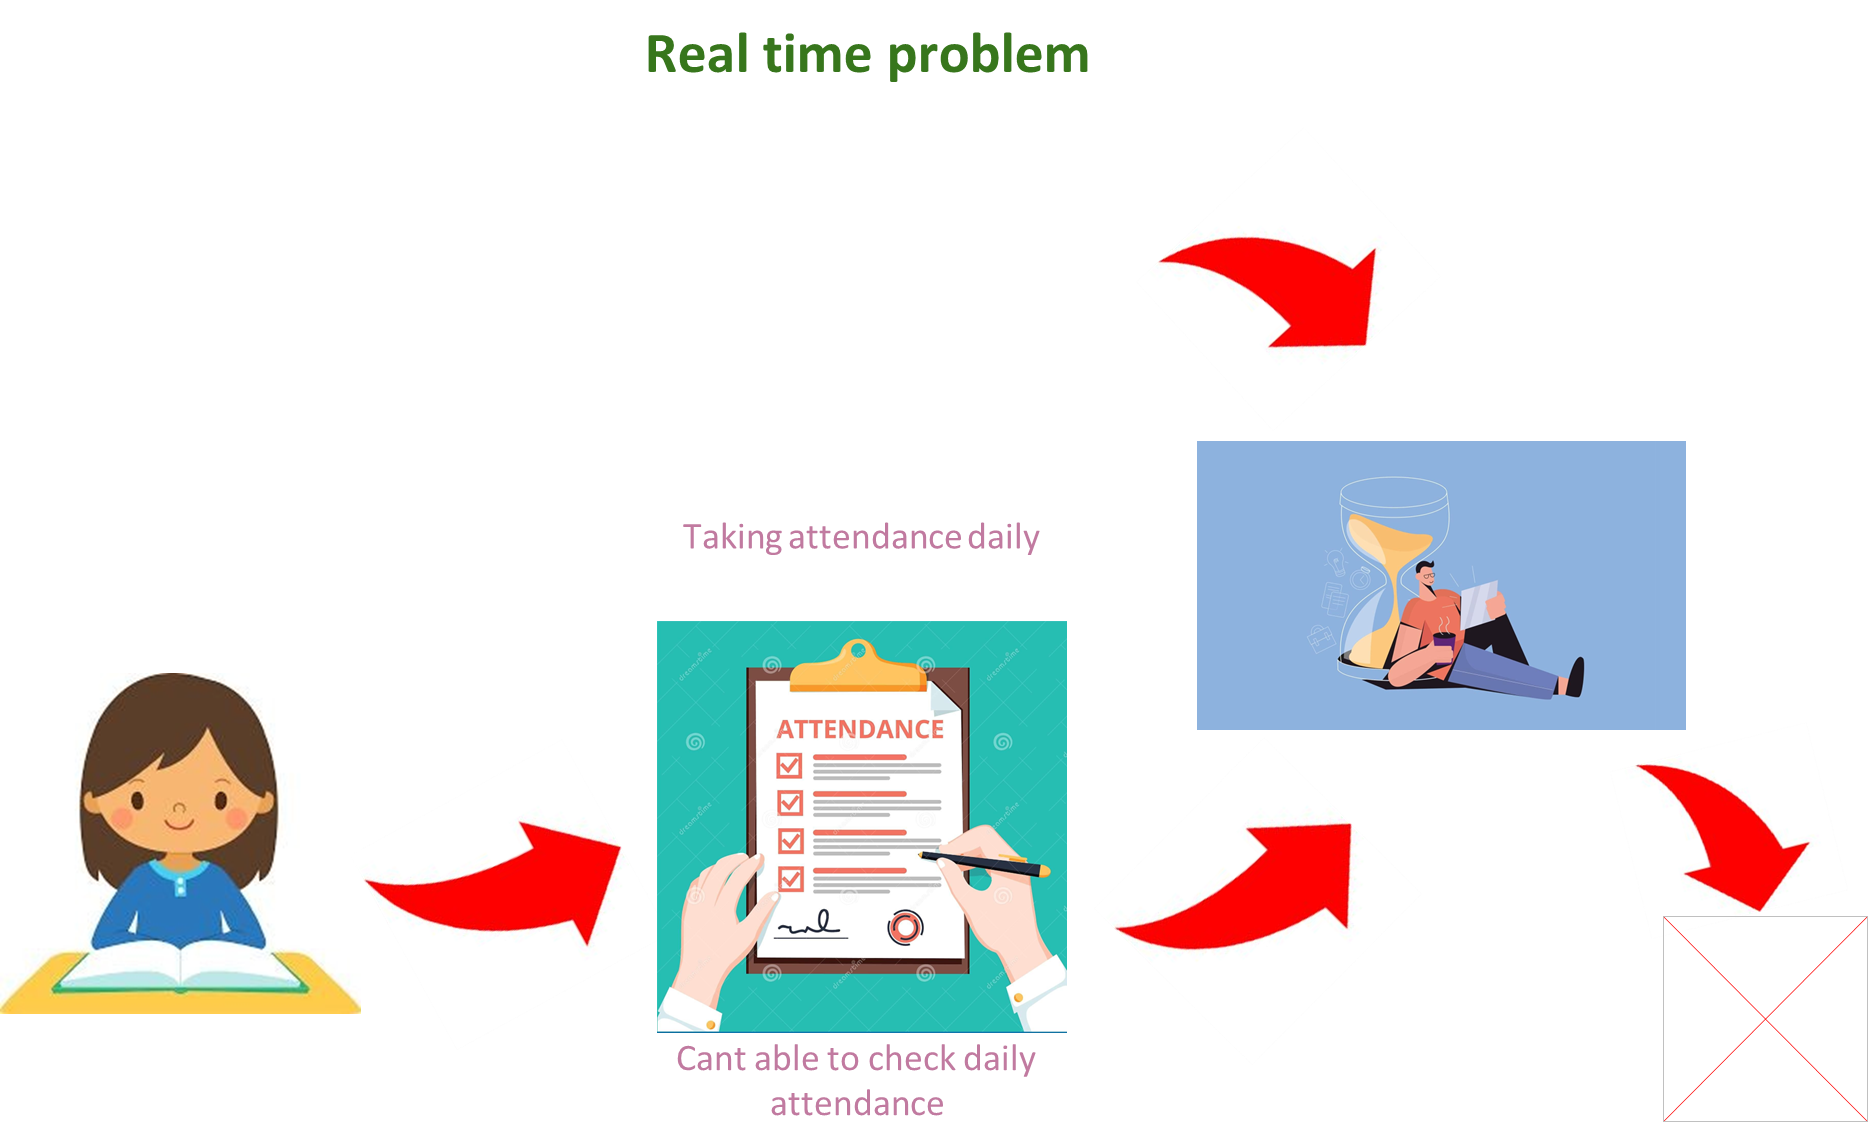 Real time problem
Taking attendance daily
ATTENDANCE
Cant able to check daily
attendance